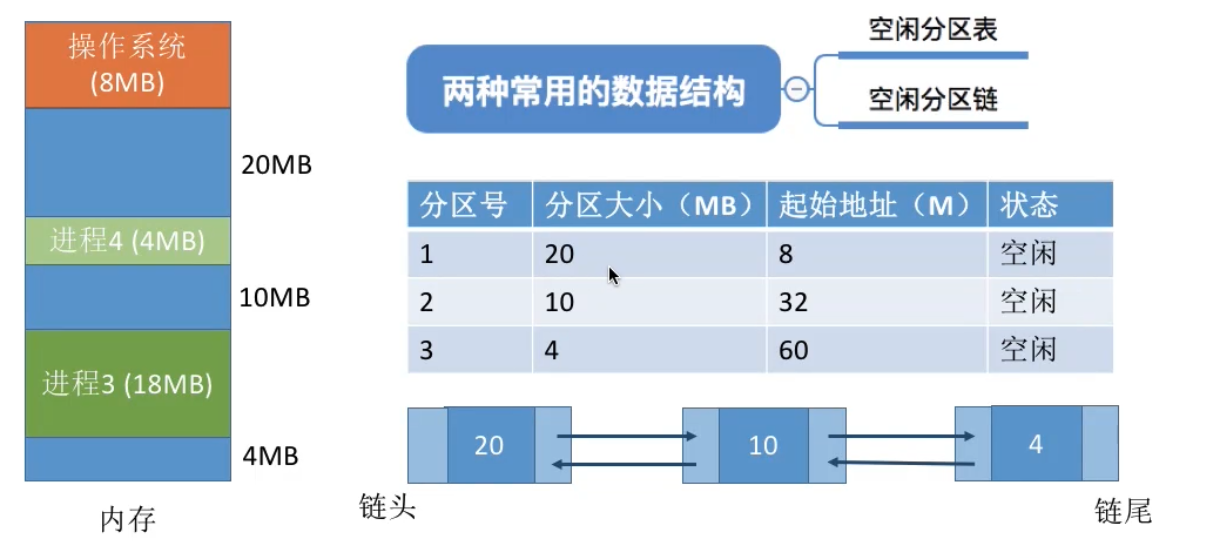 操作系统
(8MB)
20MB
进程4 (4MB)
10MB
进程3 (18MB)
4MB
内存
两种常用的数据结构
空闲分区表
空闲分区链
分区号 分区大小（MB） 起始地址（M） 状态
1 20 8 空闲
2 10 32 空闲
3 4 60 空闲
20 10 4
链头
链尾